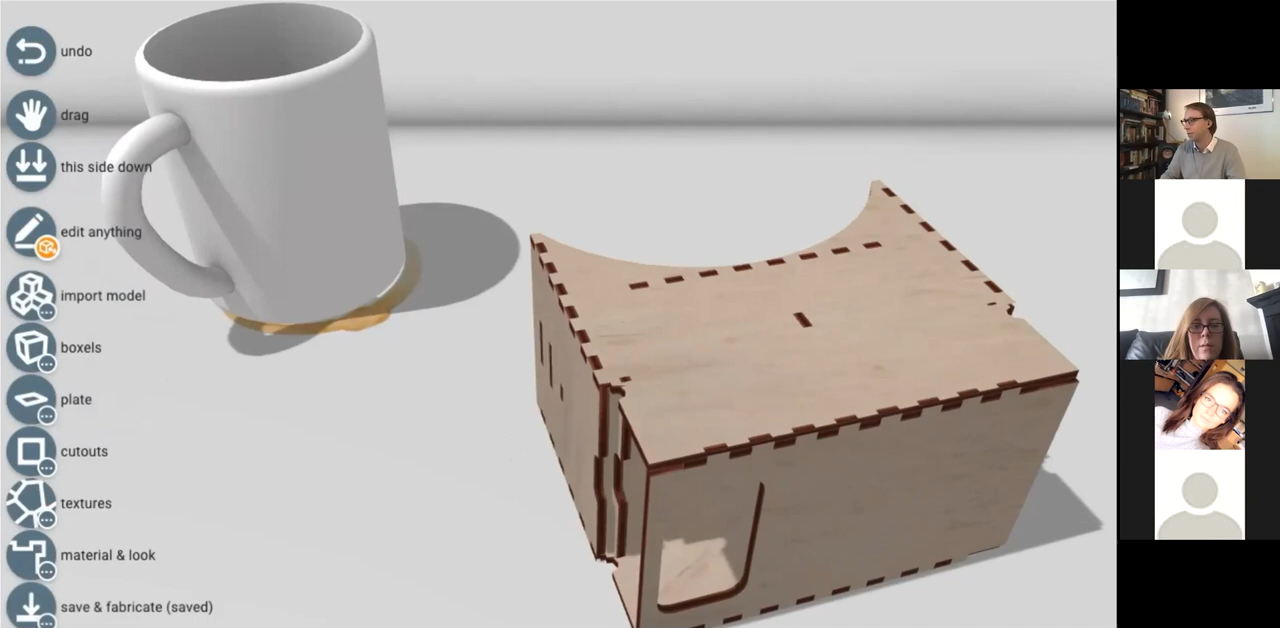 undo
drag
this side down
edit anything
import model
boxels
plate
cutouts
textures
material & look
save & fabricate (saved)